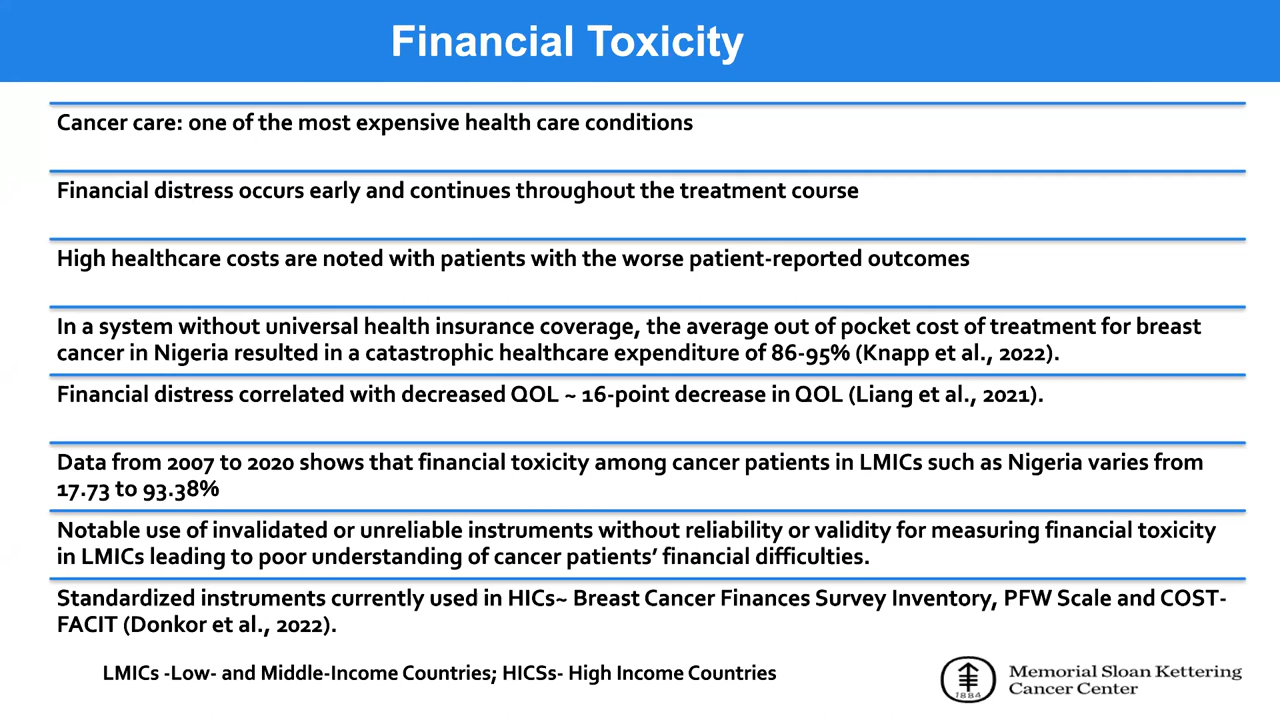 Financial Toxicity
Cancer care: one of the most expensive health care conditions
Financial distress occurs early and continues throughout the treatment course
High healthcare costs are noted with patients with the worse patient-reported outcomes
In a system without universal health insurance coverage, the average out of pocket cost of treatment for breast
cancer in Nigeria resulted in a catastrophic healthcare expenditure of 86-95% (Knapp et al., 2022).
Financial distress correlated with decreased QOL ~ 16-point decrease in QOL (Liang et al., 2021).
Data from 2007 to 2020 shows that financial toxicity among cancer patients in LMICs such as Nigeria varies from
17.73 to 93.38%
Notable use of invalidated or unreliable instruments without reliability or validity for measuring financial toxicity
in LMICs leading to poor understanding of cancer patients’ financial difficulties.
Standardized instruments currently used in HICs~ Breast Cancer Finances Survey Inventory, PFW Scale and COST-
FACIT (Donkor et al., 2022).
LMICs -Low- and Middle-Income Countries; HICSs- High Income Countries
1884
Memorial Sloan Kettering
Cancer Center